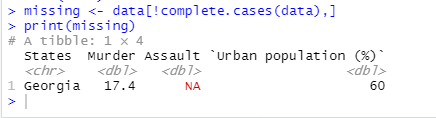 > missing <- data[!complete.cases(data),]
> print(missing)
# A tibble: 1 x 4
  States  Murder Assault `Urban population (%)`
  <chr>    <dbl>   <dbl>                  <dbl>
1 Georgia   17.4      NA                     60
>